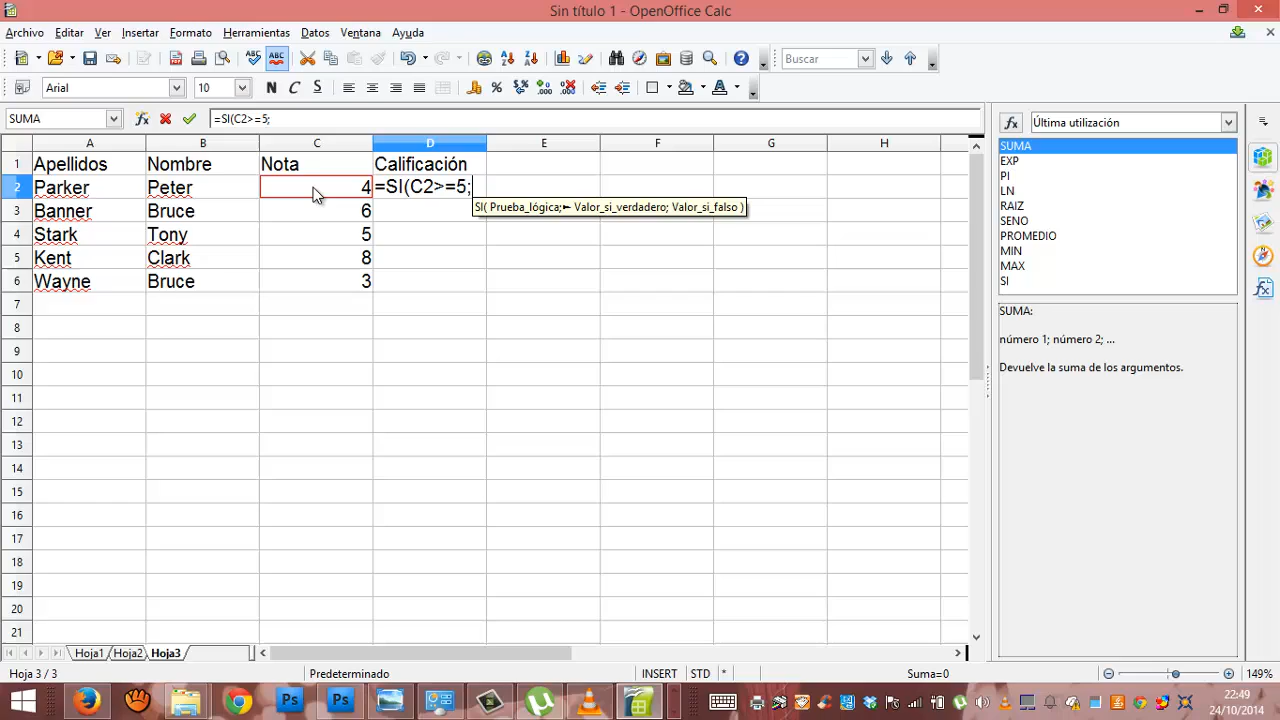 Sin título 1 - OpenOffice Calc
Archivo Editar Ver Insertar Formato Herramientas Datos Ventana Ayuda
ABC ABC Buscar
Arial 10 N C S
SUMA =SI(C2>=5;
Última utilización
A B C D E F G H
1 Apellidos Nombre Nota Calificación
2 Parker Peter 4 =SI(C2>=5;
SI( Prueba_lógica; Valor_si_verdadero; Valor_si_falso )
3 Banner Bruce 6
4 Stark Tony 5
5 Kent Clark 8
6 Wayne Bruce 3
7
8
9
10
11
12
13
14
15
16
17
18
19
20
21
SUMA
EXP
PI
LN
RAIZ
SENO
PROMEDIO
MIN
MAX
SI
SUMA:
número 1; número 2; ...
Devuelve la suma de los argumentos.
Hoja1 Hoja2 Hoja3
Hoja 3 / 3 Predeterminado INSERT STD * Suma=0 149%
Ps Ps
22:49
24/10/2014